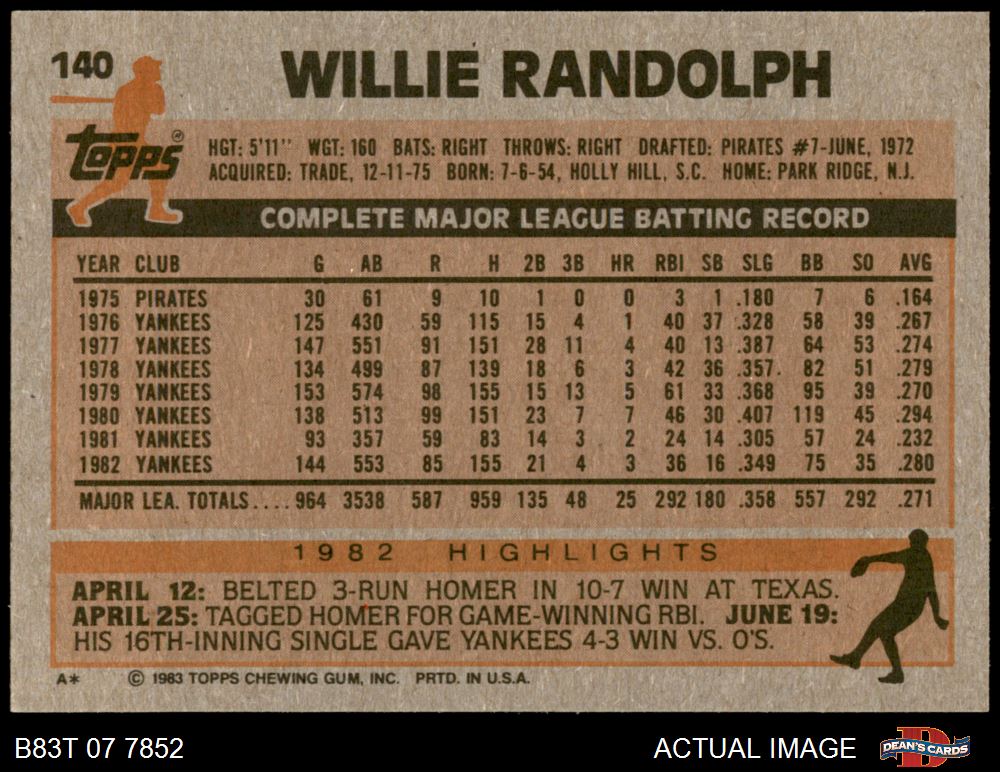 140
WILLIE RANDOLPH
topps®
HGT: 5'11" WGT: 160 BATS: RIGHT THROWS: RIGHT DRAFTED: PIRATES #7-JUNE, 1972
ACQUIRED: TRADE, 12-11-75 BORN: 7-6-54, HOLLY HILL, S.C. HOME: PARK RIDGE, N.J.
COMPLETE MAJOR LEAGUE BATTING RECORD
YEAR CLUB G AB R H 2B 3B HR RBI SB SLG BB SO AVG
1975 PIRATES 30 61 9 10 1 0 0 3 1 .180 7 6 .164
1976 YANKEES 125 430 59 115 15 4 1 40 37 .328 58 39 .267
1977 YANKEES 147 551 91 151 28 11 4 40 13 .387 64 53 .274
1978 YANKEES 134 499 87 139 18 6 3 42 36 .357 82 51 .279
1979 YANKEES 153 574 98 155 15 13 5 61 33 .368 95 39 .270
1980 YANKEES 138 513 99 151 23 7 7 46 30 .407 119 45 .294
1981 YANKEES 93 357 59 83 14 3 2 24 14 .305 57 24 .232
1982 YANKEES 144 553 85 155 21 4 3 36 16 .349 75 35 .280
MAJOR LEA. TOTALS....964 3538 587 959 135 48 25 292 180 .358 557 292 .271
1982 HIGHLIGHTS
APRIL 12: BELTED 3-RUN HOMER IN 10-7 WIN AT TEXAS.
APRIL 25: TAGGED HOMER FOR GAME-WINNING RBI. JUNE 19:
HIS 16TH-INNING SINGLE GAVE YANKEES 4-3 WIN VS. O'S.
A* © 1983 TOPPS CHEWING GUM, INC. PRTD. IN U.S.A.
B83T 07 7852 ACTUAL IMAGE D DEAN'S CARDS